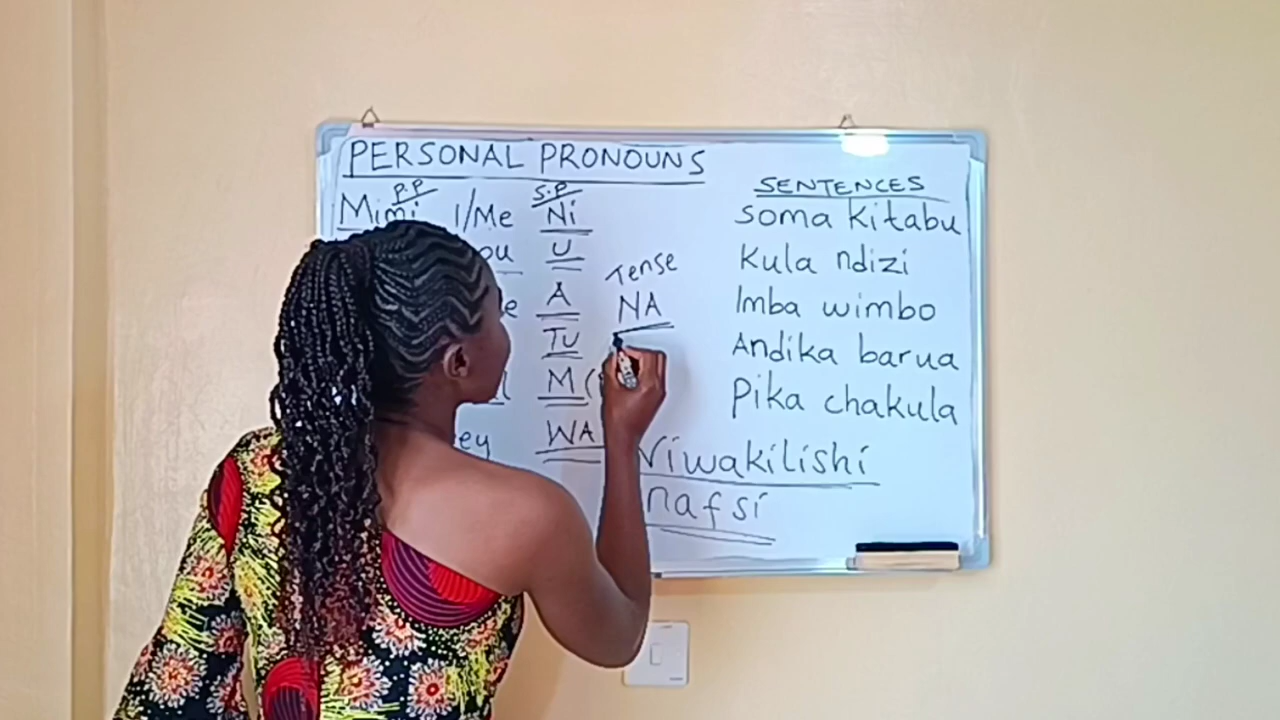 PERSONAL PRONOUNS
P.P S.P
Mimi I/Me Ni
U
A
TU
M
WA
Tense
NA
SENTENCES
Soma Kitabu
Kula ndizi
Imba wimbo
Andika barua
Pika chakula
Viwakilishi
nafsi